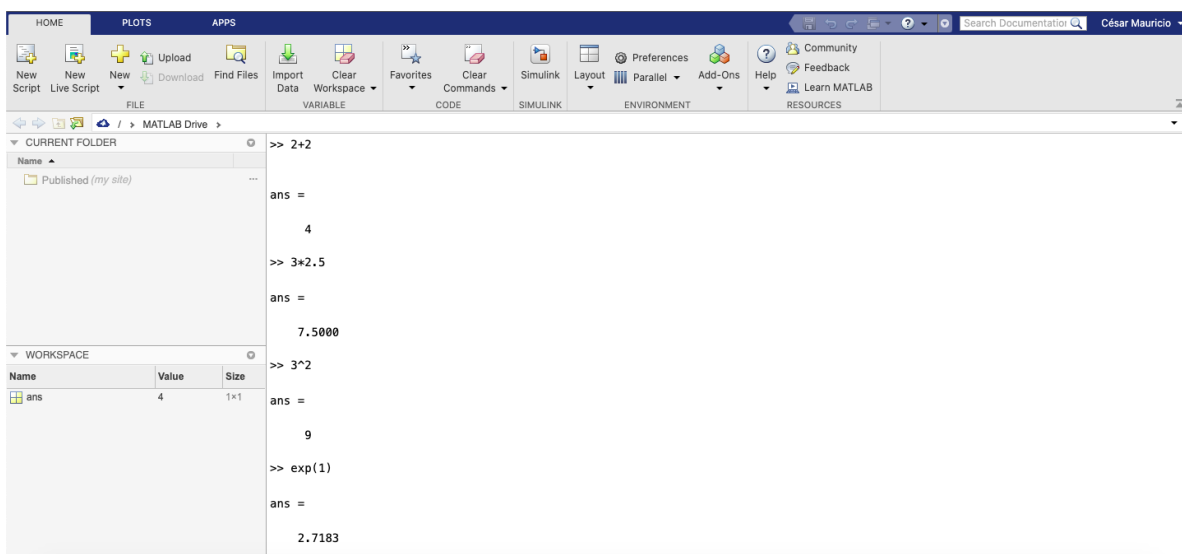 HOME PLOTS APPS
Search Documentation César Mauricio
New Script
New Live Script
New
Upload
Download
Find Files
FILE
Import Data
Clear Workspace
VARIABLE
Favorites
Clear Commands
CODE
Simulink
SIMULINK
Layout
Preferences
Parallel
Add-Ons
ENVIRONMENT
Help
Community
Feedback
Learn MATLAB
RESOURCES
/ > MATLAB Drive >
CURRENT FOLDER
Name
Published (my site)
WORKSPACE
Name Value Size
ans 4 1×1
>> 2+2
ans =
4
>> 3*2.5
ans =
7.5000
>> 3^2
ans =
9
>> exp(1)
ans =
2.7183